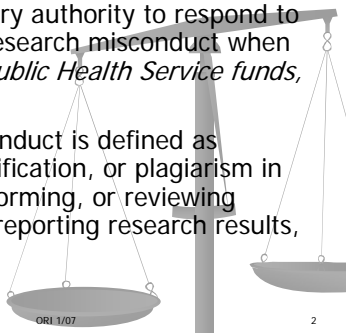 ry authority to respond to
esearch misconduct when
ublic Health Service funds,
nduct is defined as
ification, or plagiarism in
orming, or reviewing
reporting research results,
ORI 1/07
2